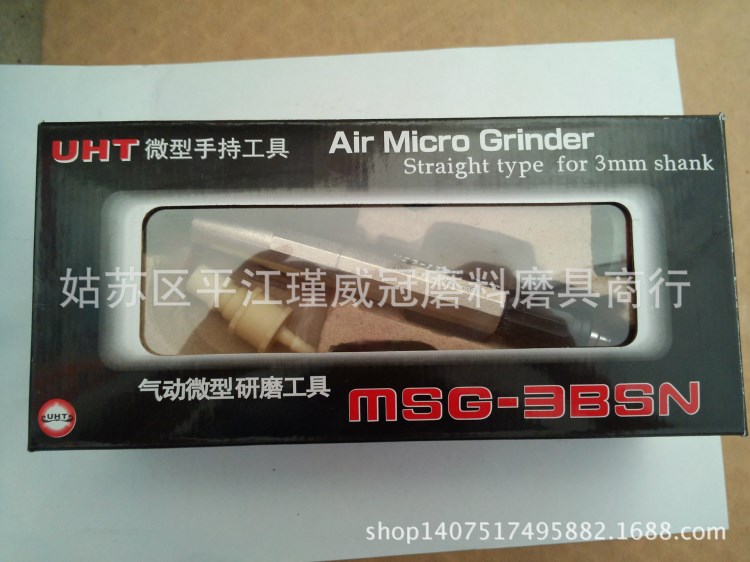 UHT 微型手持工具
Air Micro Grinder
Straight type for 3mm shank
姑苏区平江瑾威冠磨料磨具商行
气动微型研磨工具
MSG-3BSN
UHT
shop1407517495882.1688.com